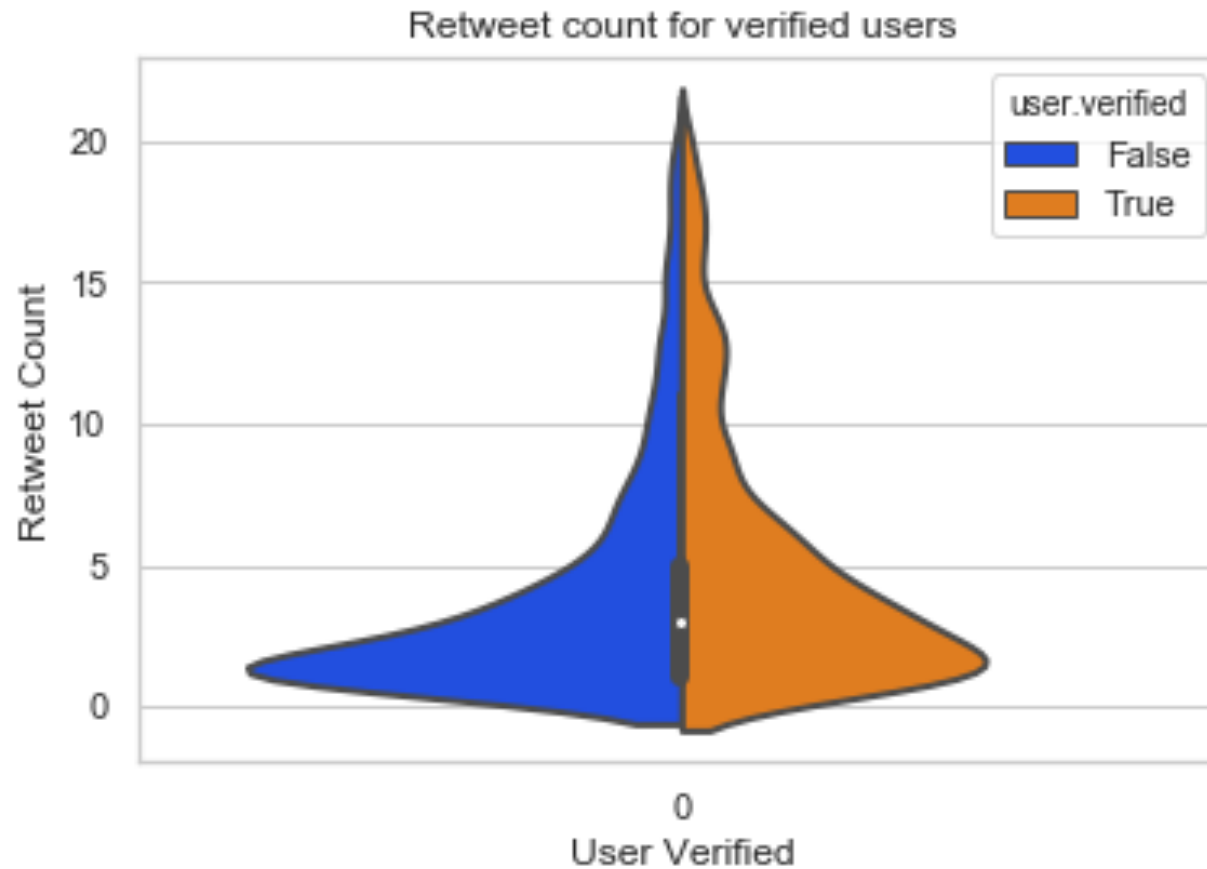 Retweet count for verified users
user.verified
False
True
Retweet Count
20
15
10
5
0
0
User Verified